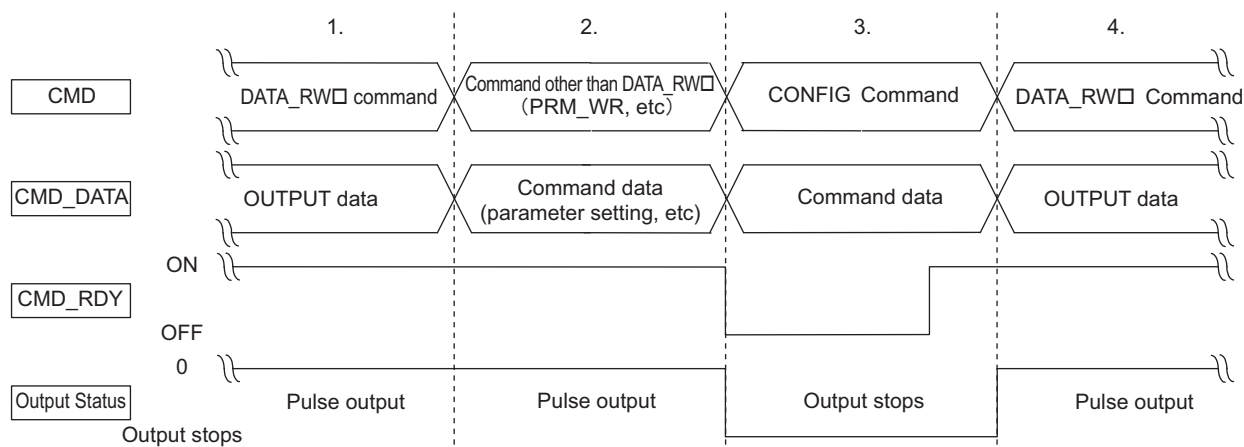 1. 2. 3. 4.
CMD
DATA_RW□ command
Command other than DATA_RW□
(PRM_WR, etc)
CONFIG Command
DATA_RW□ Command
CMD_DATA
OUTPUT data
Command data
(parameter setting, etc)
Command data
OUTPUT data
ON
CMD_RDY
OFF
0
Output Status
Pulse output
Pulse output
Output stops
Pulse output
Output stops